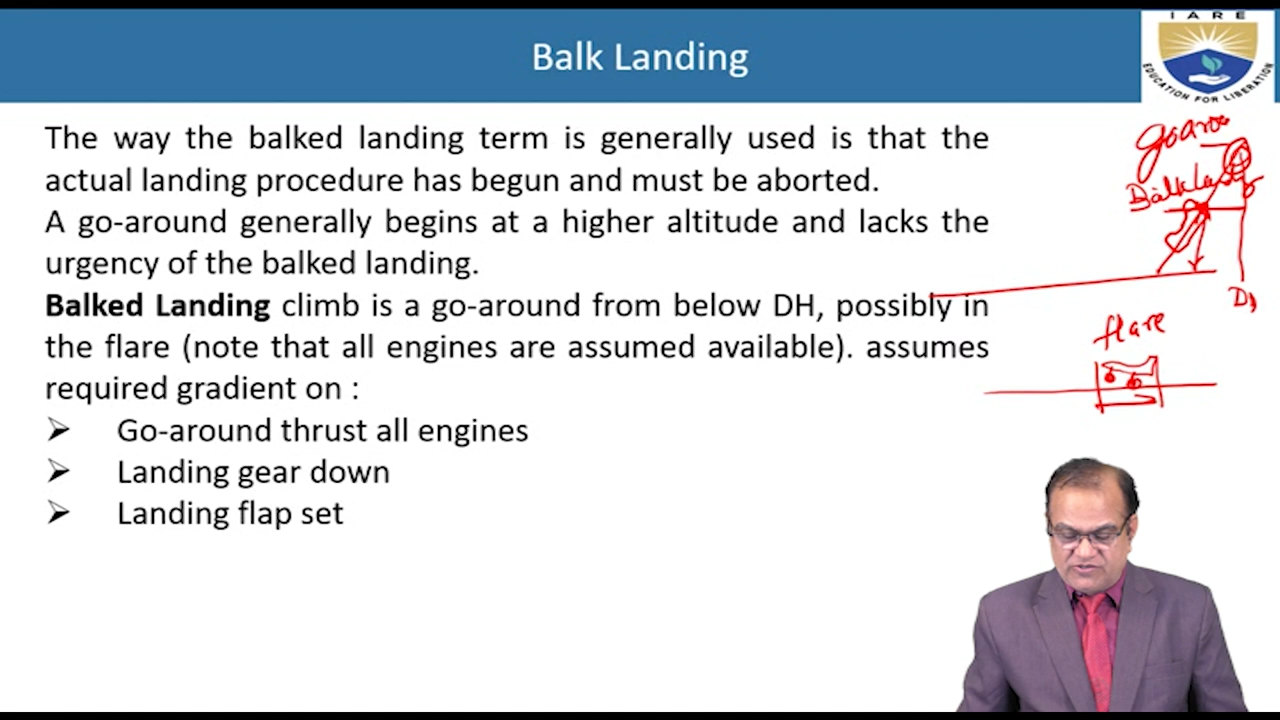 Balk Landing
IARE
EDUCATION FOR LIBERATION
The way the balked landing term is generally used is that the
actual landing procedure has begun and must be aborted.
A go-around generally begins at a higher altitude and lacks the
urgency of the balked landing.
Balked Landing climb is a go-around from below DH, possibly in
the flare (note that all engines are assumed available). assumes
required gradient on :
➢ Go-around thrust all engines
➢ Landing gear down
➢ Landing flap set
Goarou
Balk
flare